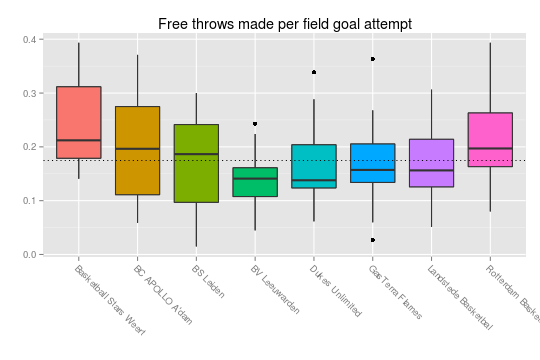 Free throws made per field goal attempt
0.4
0.3
0.2
0.1
0.0
Basketball Stars Weert
BC APOLLO A'dam
BS Leiden
BV Leeuwarden
Dukes Unlimited
GasTerra Flames
Landstede Basketbal
Rotterdam Basket